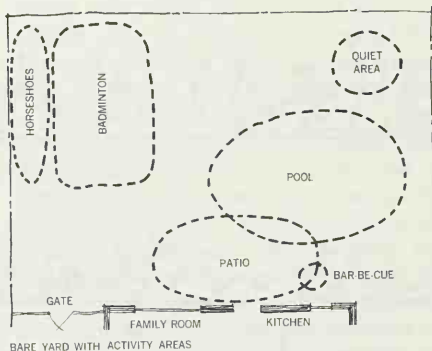 HORSESHOES
BADMINTON
QUIET
AREA
POOL
PATIO
BAR-BE-CUE
GATE
FAMILY ROOM
KITCHEN
BARE YARD WITH ACTIVITY AREAS